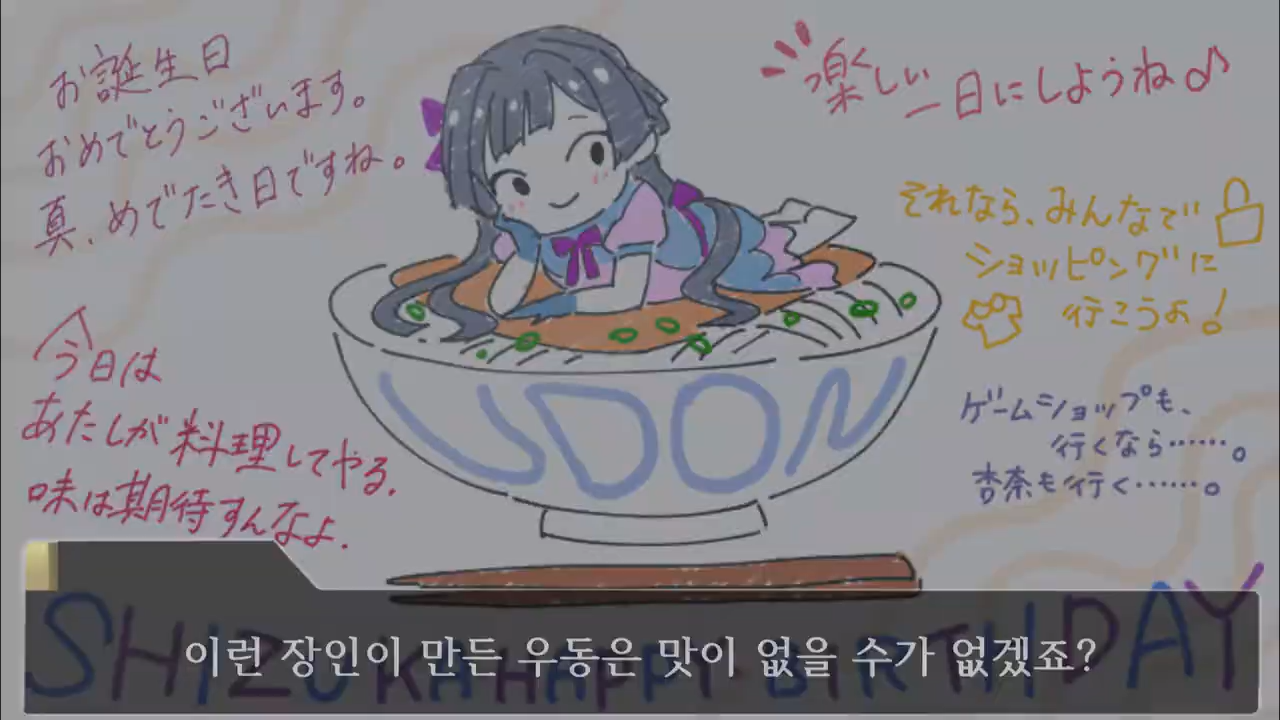 お誕生日
おめでとうございます。
真、めでたき日ですね。
楽しい一日にしようね♪
それなら、みんなで
ショッピングに
行こうよ!
今日は
あたしが料理してやる.
味は期待すんなよ.
ゲームショップも、
行くなら……。
杏奈も行く……。
UDON
SHIZUKA HAPPY BIRTHDAY
이런 장인이 만든 우동은 맛이 없을 수가 없겠죠?